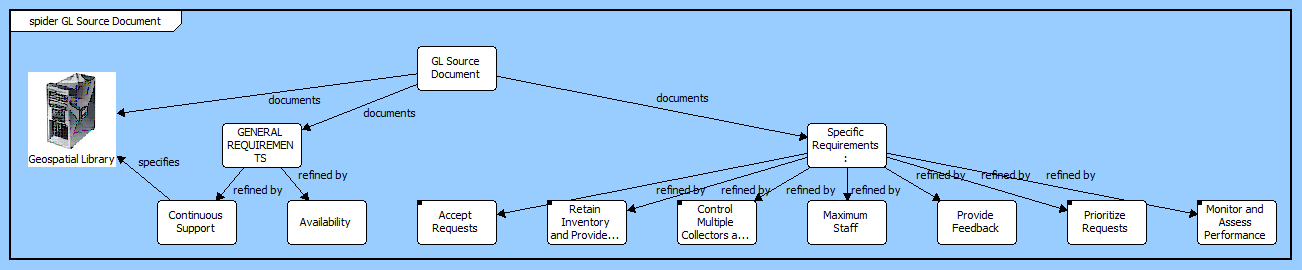 spider GL Source Document
GL Source
Document
documents
documents
documents
Geospatial Library
GENERAL
REQUIREMEN
TS
Specific
Requirements
:
specifies
refined by
refined by
refined by
refined by
refined by
refined by
refined by
refined by
refined by
Continuous
Support
Availability
Accept
Requests
Retain
Inventory
and Provide...
Control
Multiple
Collectors a...
Maximum
Staff
Provide
Feedback
Prioritize
Requests
Monitor and
Assess
Performance